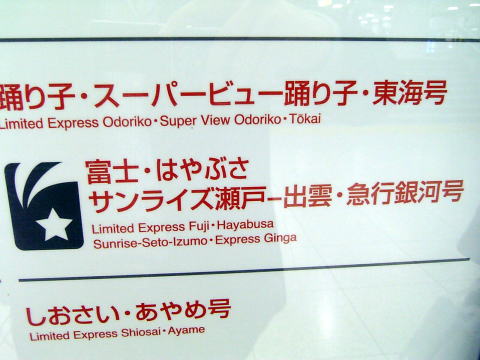 踊り子・スーパービュー踊り子・東海号
Limited Express Odoriko・Super View Odoriko・Tōkai
富士・はやぶさ
サンライズ瀬戸−出雲・急行銀河号
Limited Express Fuji・Hayabusa
Sunrise-Seto-Izumo・Express Ginga
しおさい・あやめ号
Limited Express Shiosai・Ayame